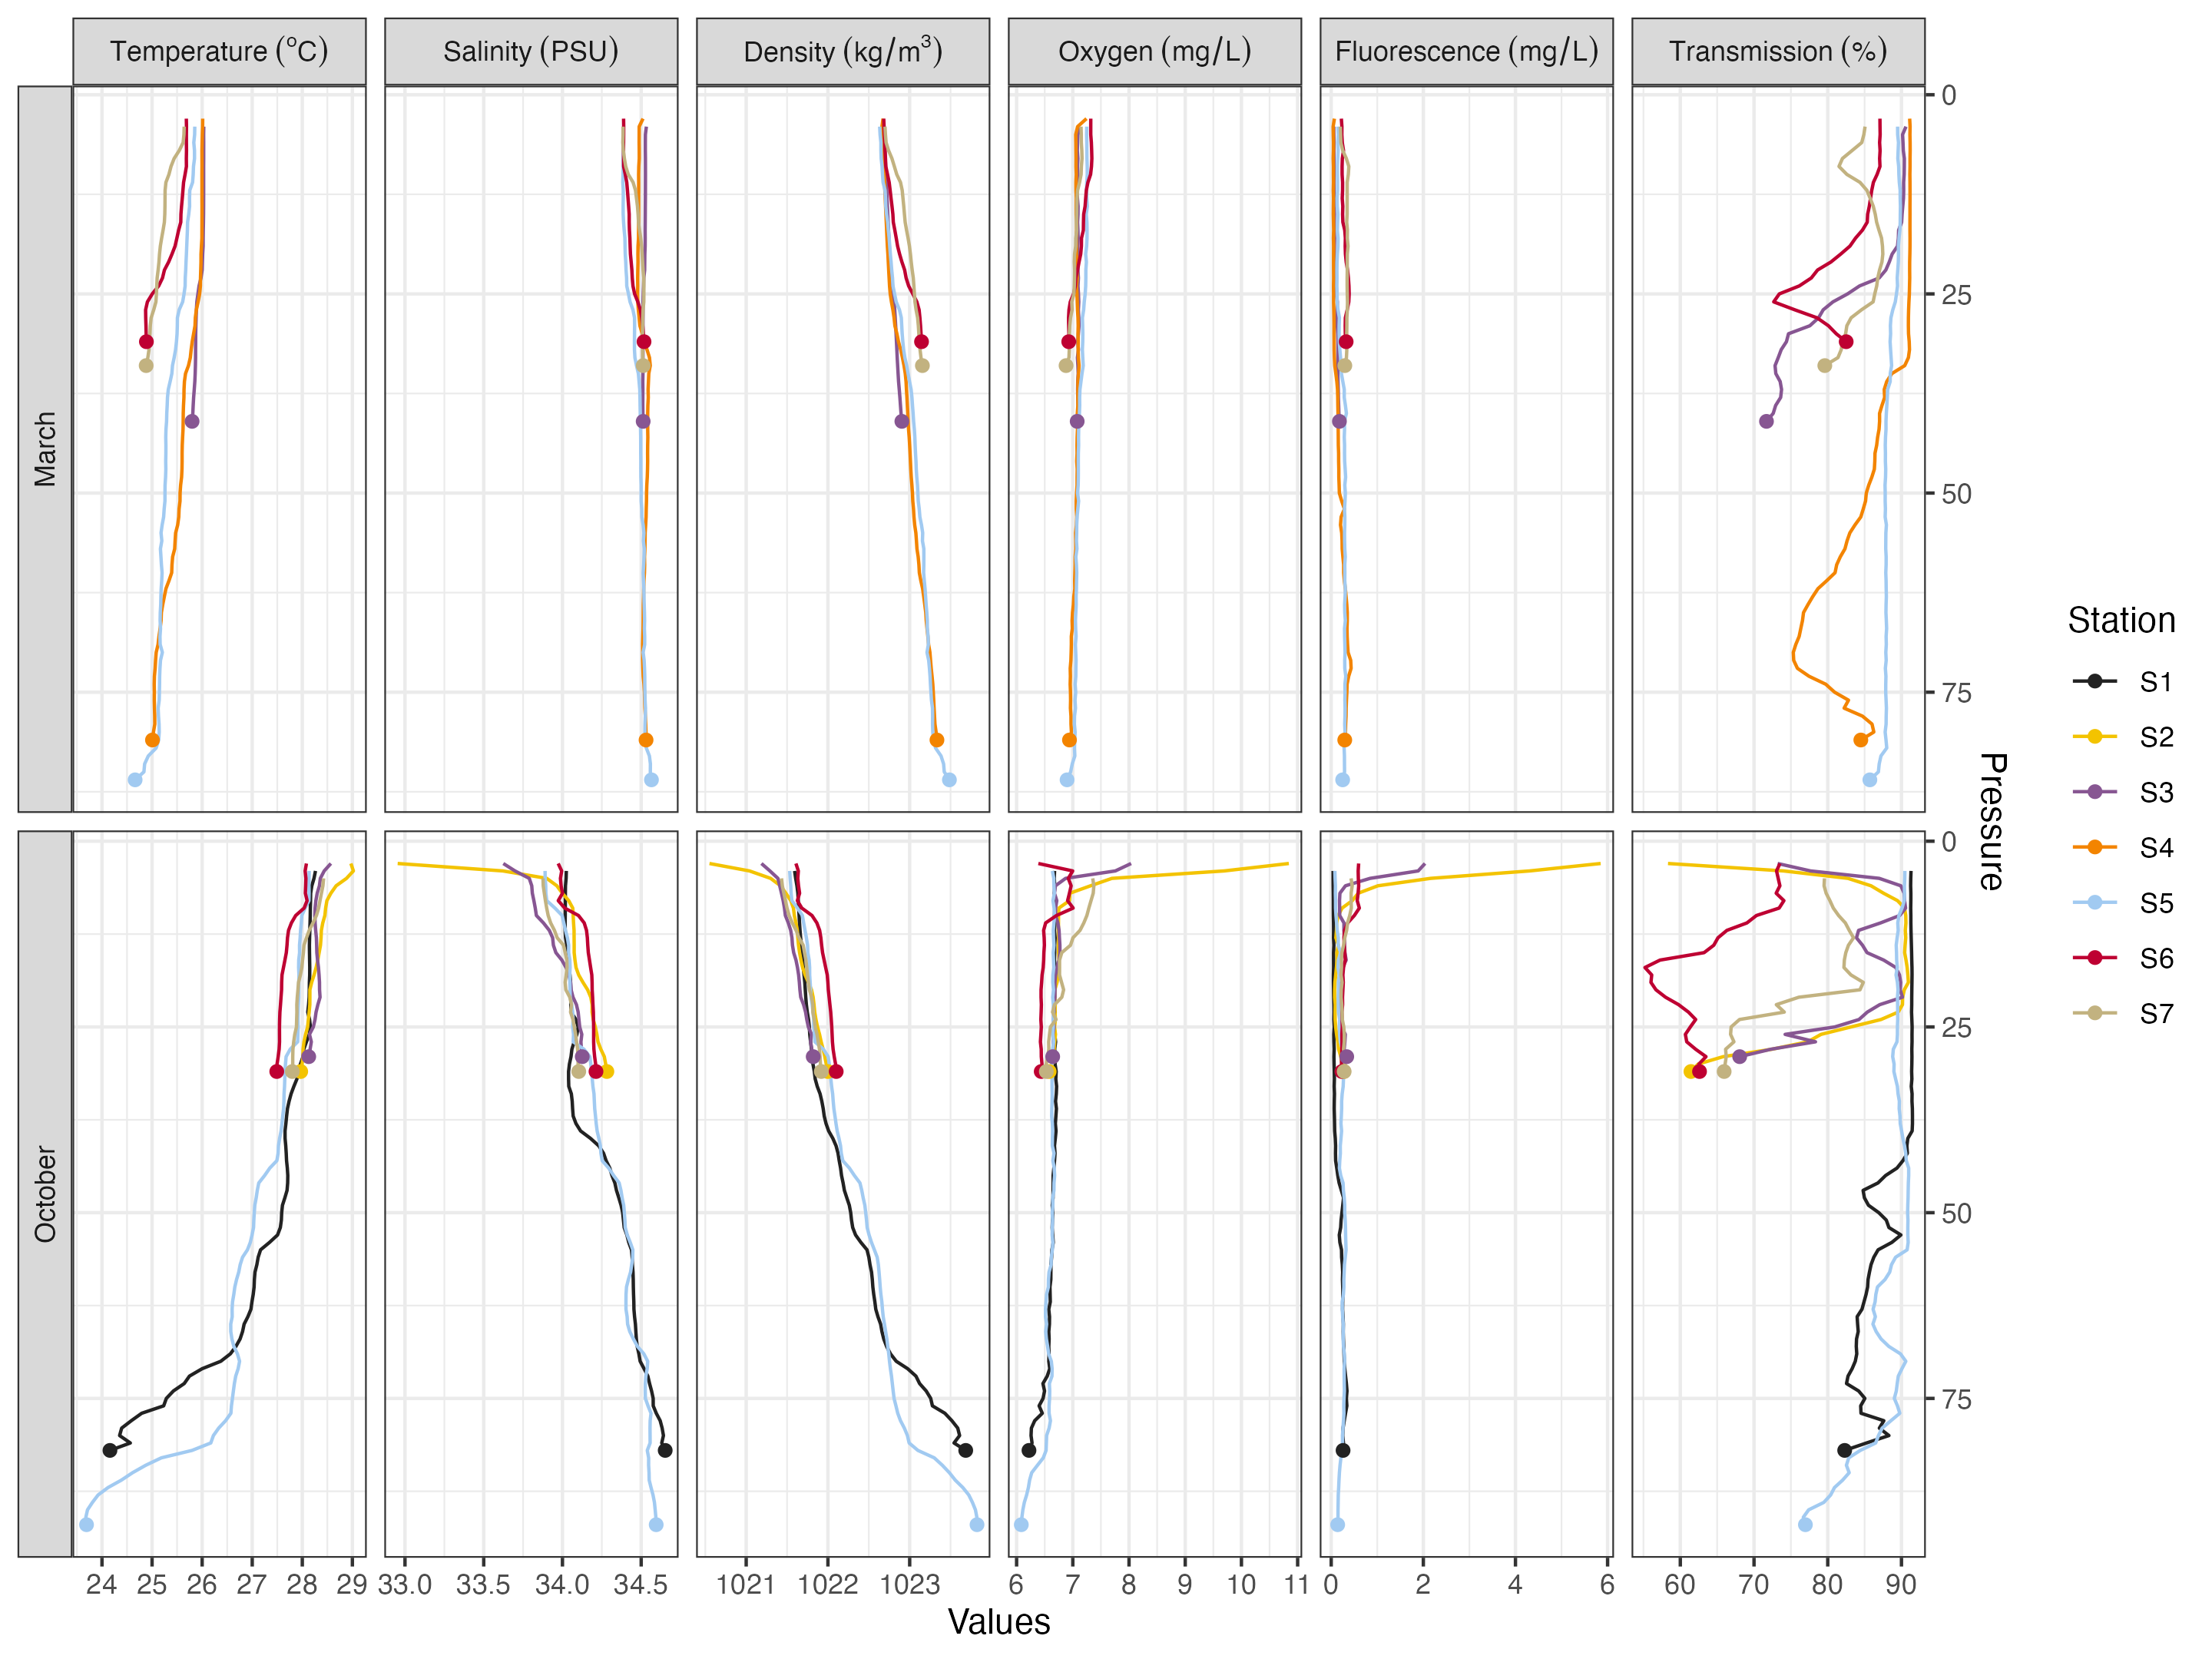 Temperature (°C) Salinity (PSU) Density (kg/m³) Oxygen (mg/L) Fluorescence (mg/L) Transmission (%)
March
0
25
50
75
October
0
25
50
75
Pressure
24 25 26 27 28 29 33.0 33.5 34.0 34.5 1021 1022 1023 6 7 8 9 10 11 0 2 4 6 60 70 80 90
Values
Station
S1
S2
S3
S4
S5
S6
S7